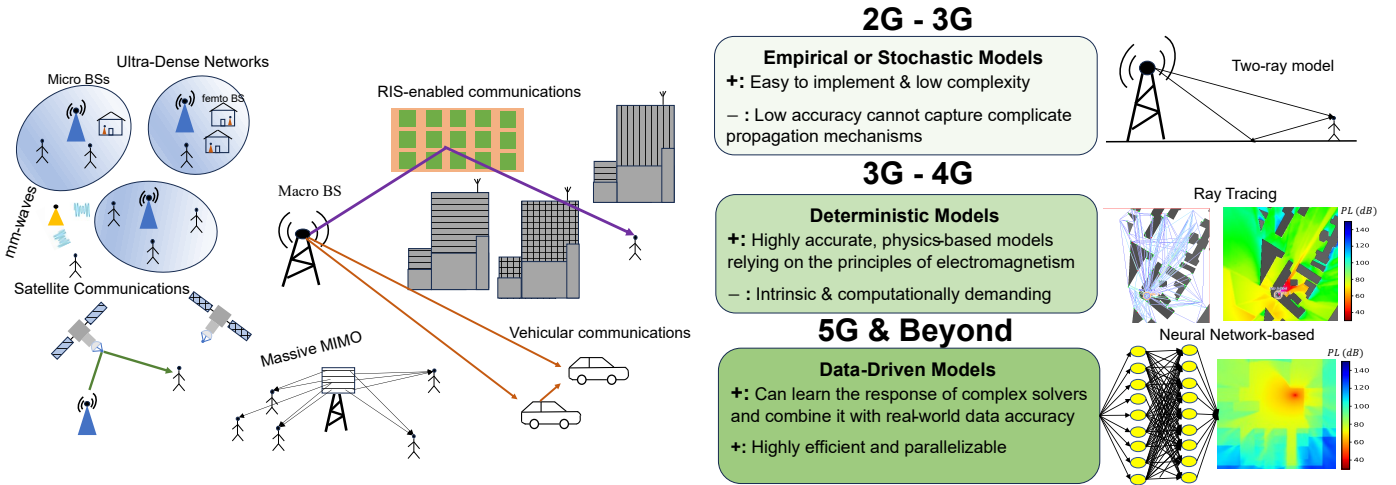 Ultra-Dense Networks
Micro BSs
femto BS
mm-waves
Satellite Communications
RIS-enabled communications
Macro BS
Massive MIMO
Vehicular communications
2G - 3G
Empirical or Stochastic Models
+: Easy to implement & low complexity
– : Low accuracy cannot capture complicate
propagation mechanisms
Two-ray model
3G - 4G
Deterministic Models
+: Highly accurate, physics-based models
relying on the principles of electromagnetism
– : Intrinsic & computationally demanding
Ray Tracing
PL (dB)
140
120
100
80
60
40
5G & Beyond
Data-Driven Models
+: Can learn the response of complex solvers
and combine it with real-world data accuracy
+: Highly efficient and parallelizable
Neural Network-based
PL (dB)
140
120
100
80
60
40